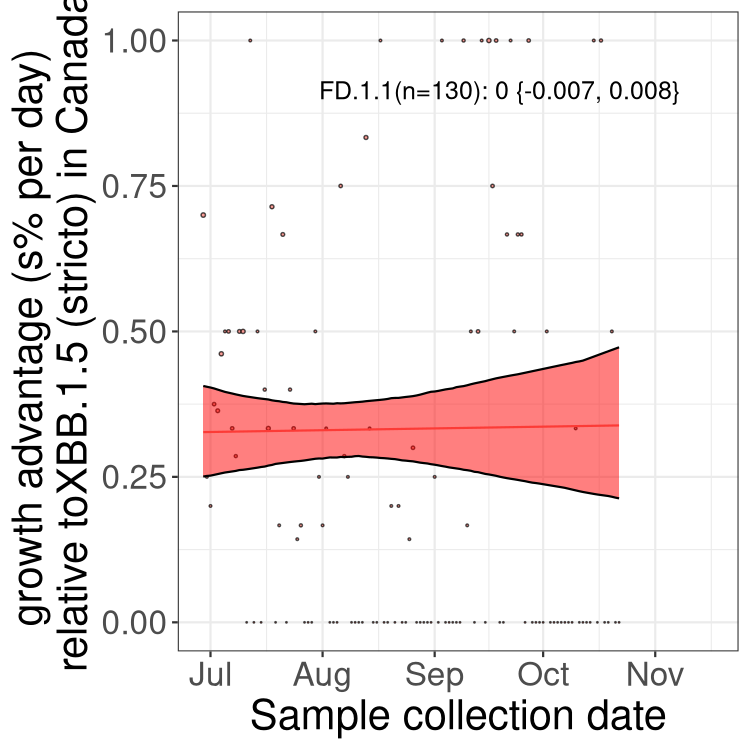 growth advantage (s% per day)
relative toXBB.1.5 (stricto) in Canada
1.00
0.75
0.50
0.25
0.00
FD.1.1(n=130): 0 {-0.007, 0.008}
Jul Aug Sep Oct Nov
Sample collection date